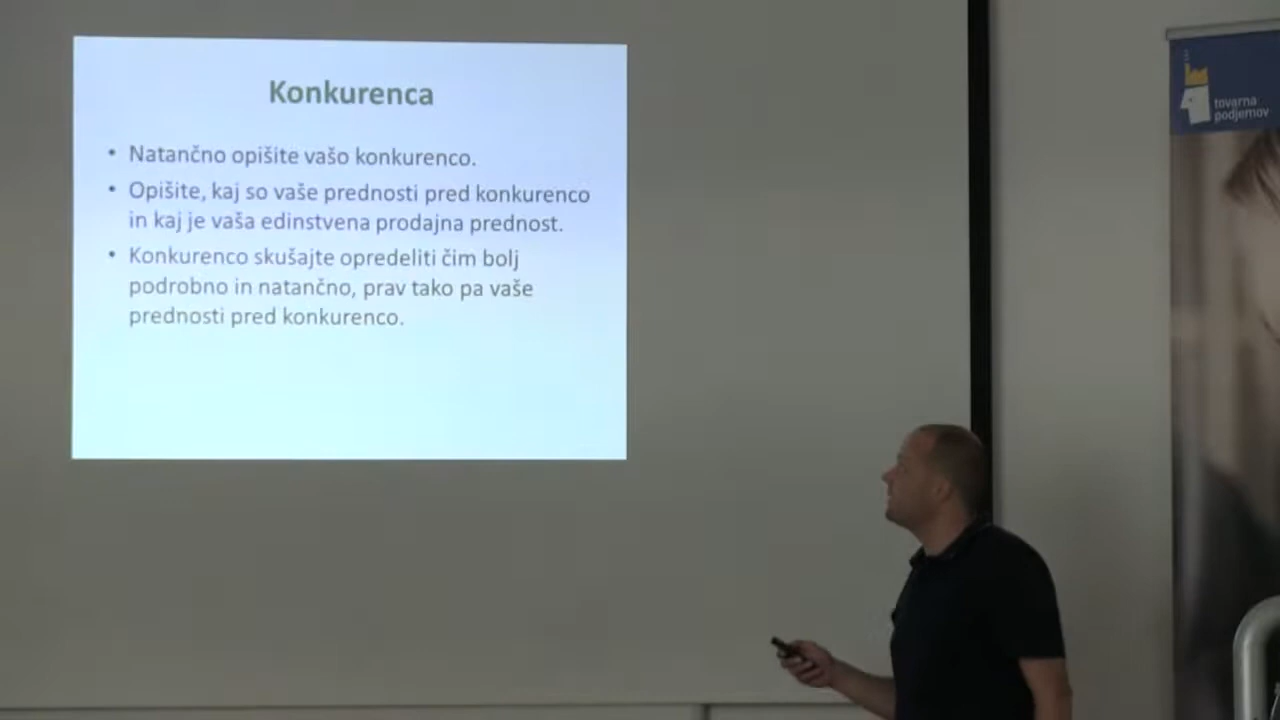 Konkurenca
• Natančno opišite vašo konkurenco.
• Opišite, kaj so vaše prednosti pred konkurenco
in kaj je vaša edinstvena prodajna prednost.
• Konkurenco skušajte opredeliti čim bolj
podrobno in natančno, prav tako pa vaše
prednosti pred konkurenco.
tovarna
podjemov